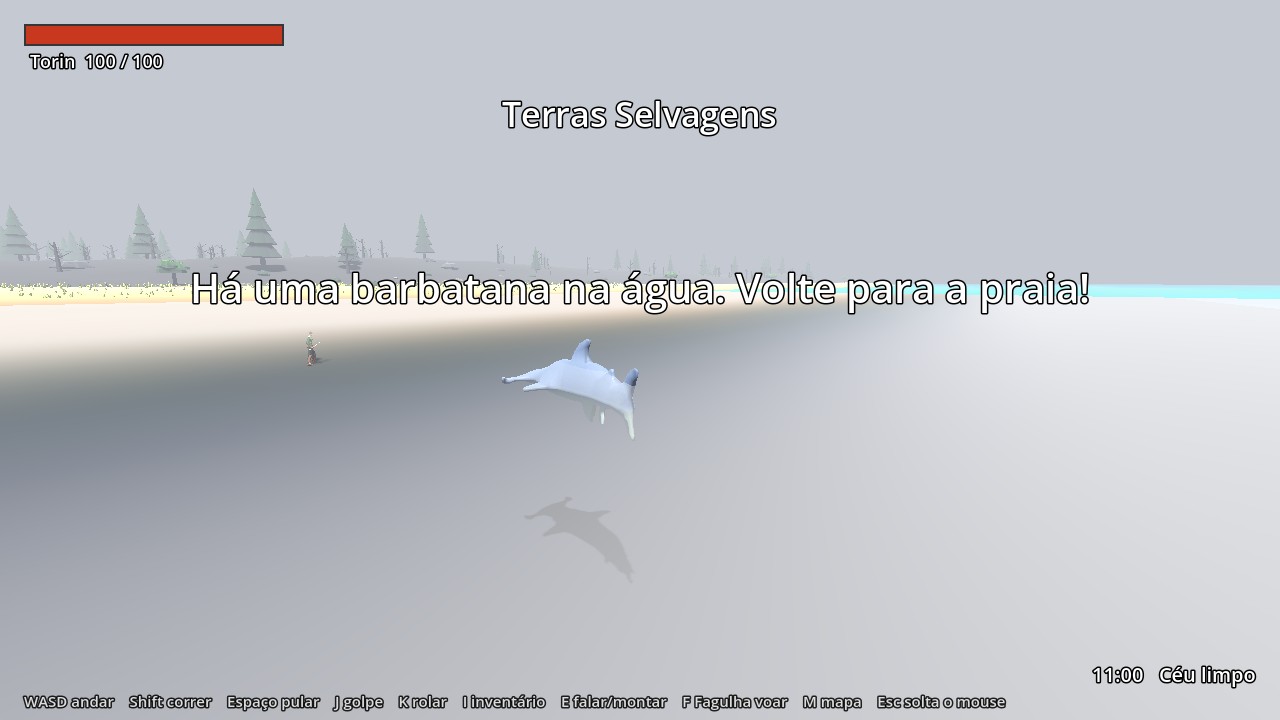 Torin 100 / 100
Terras Selvagens
Há uma barbatana na água. Volte para a praia!
11:00 Céu limpo
WASD andar Shift correr Espaço pular J golpe K rolar I inventário E falar/montar F Fagulha voar M mapa Esc solta o mouse